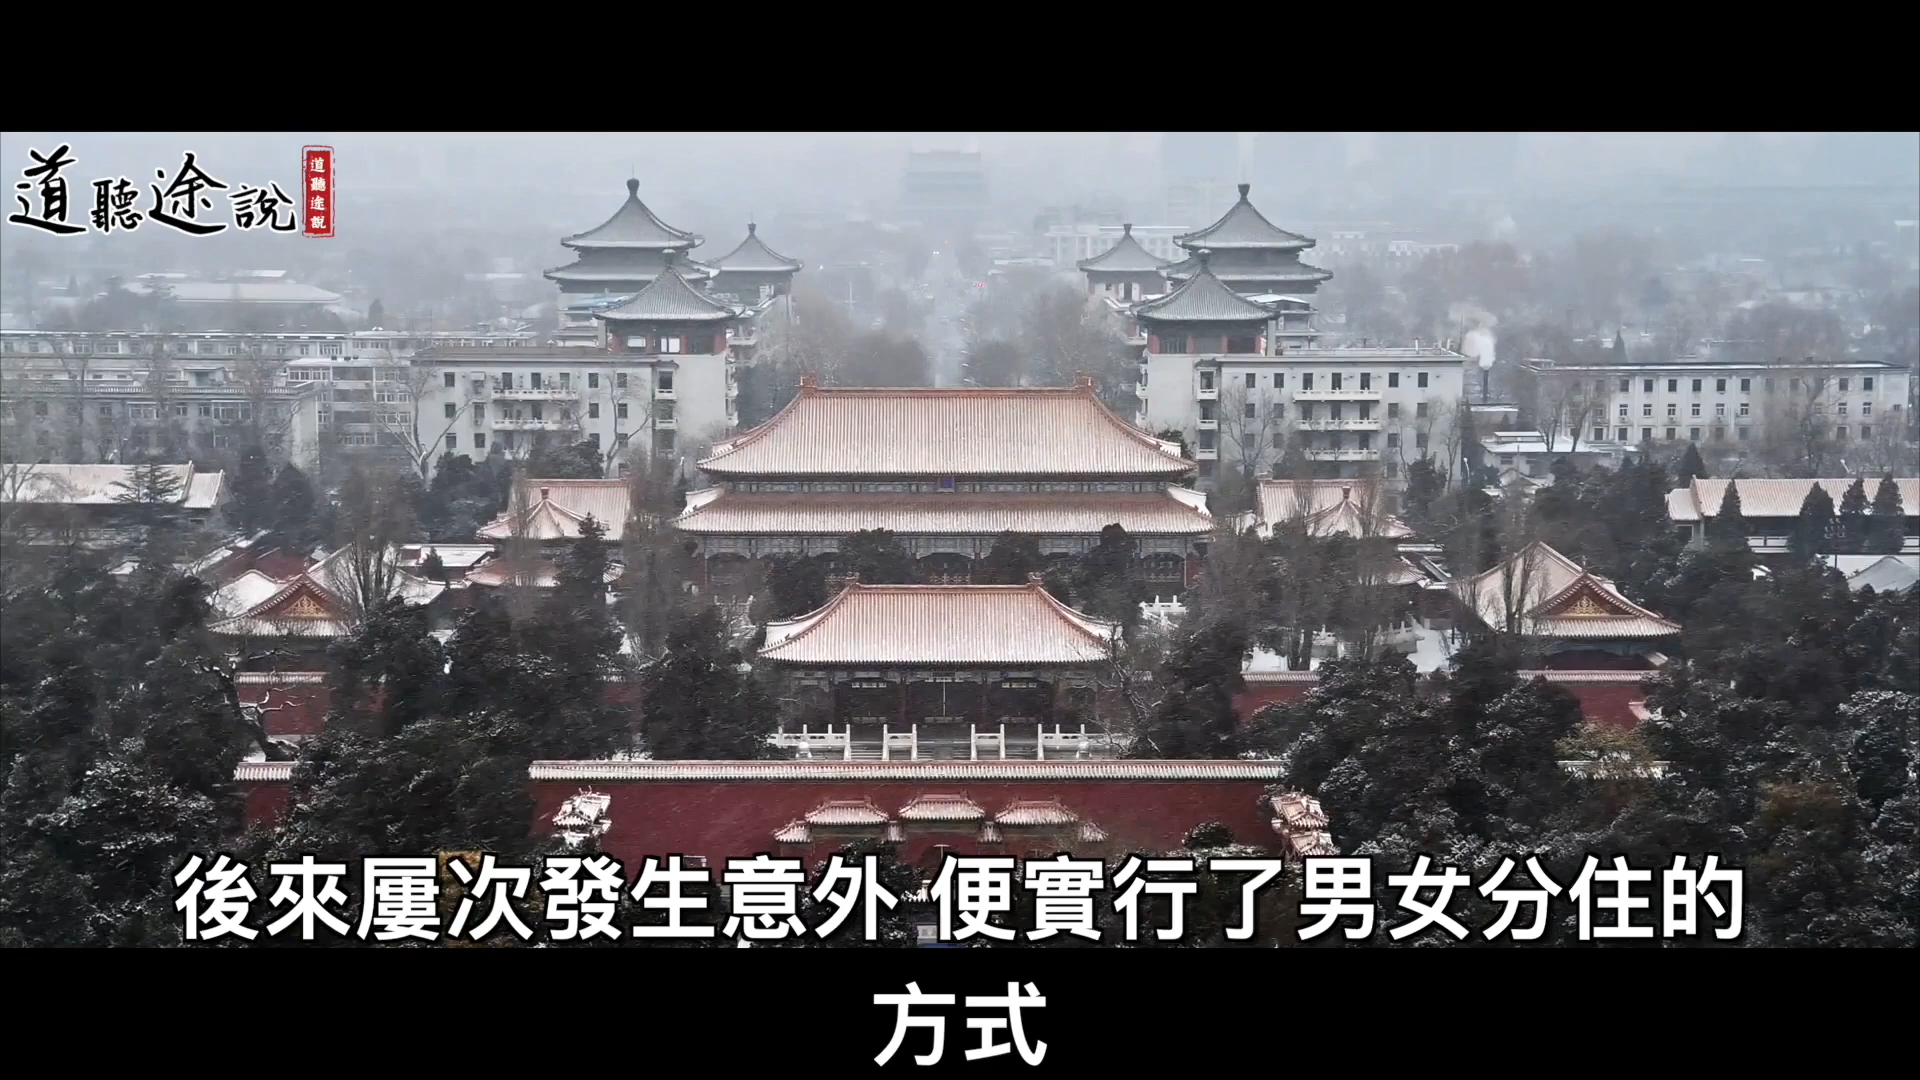 道聽途說
道聽途說
後來屢次發生意外 便實行了男女分住的
方式